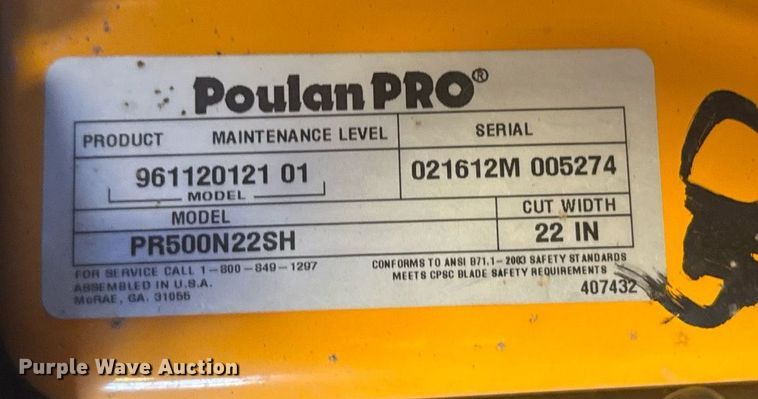 Poulan PRO®
PRODUCT MAINTENANCE LEVEL SERIAL
961120121 01 021612M 005274
MODEL
MODEL CUT WIDTH
PR500N22SH 22 IN
FOR SERVICE CALL 1-800-849-1297
ASSEMBLED IN U.S.A.
McRAE, GA. 31055
CONFORMS TO ANSI B71.1-2003 SAFETY STANDARDS
MEETS CPSC BLADE SAFETY REQUIREMENTS
407432
Purple Wave Auction